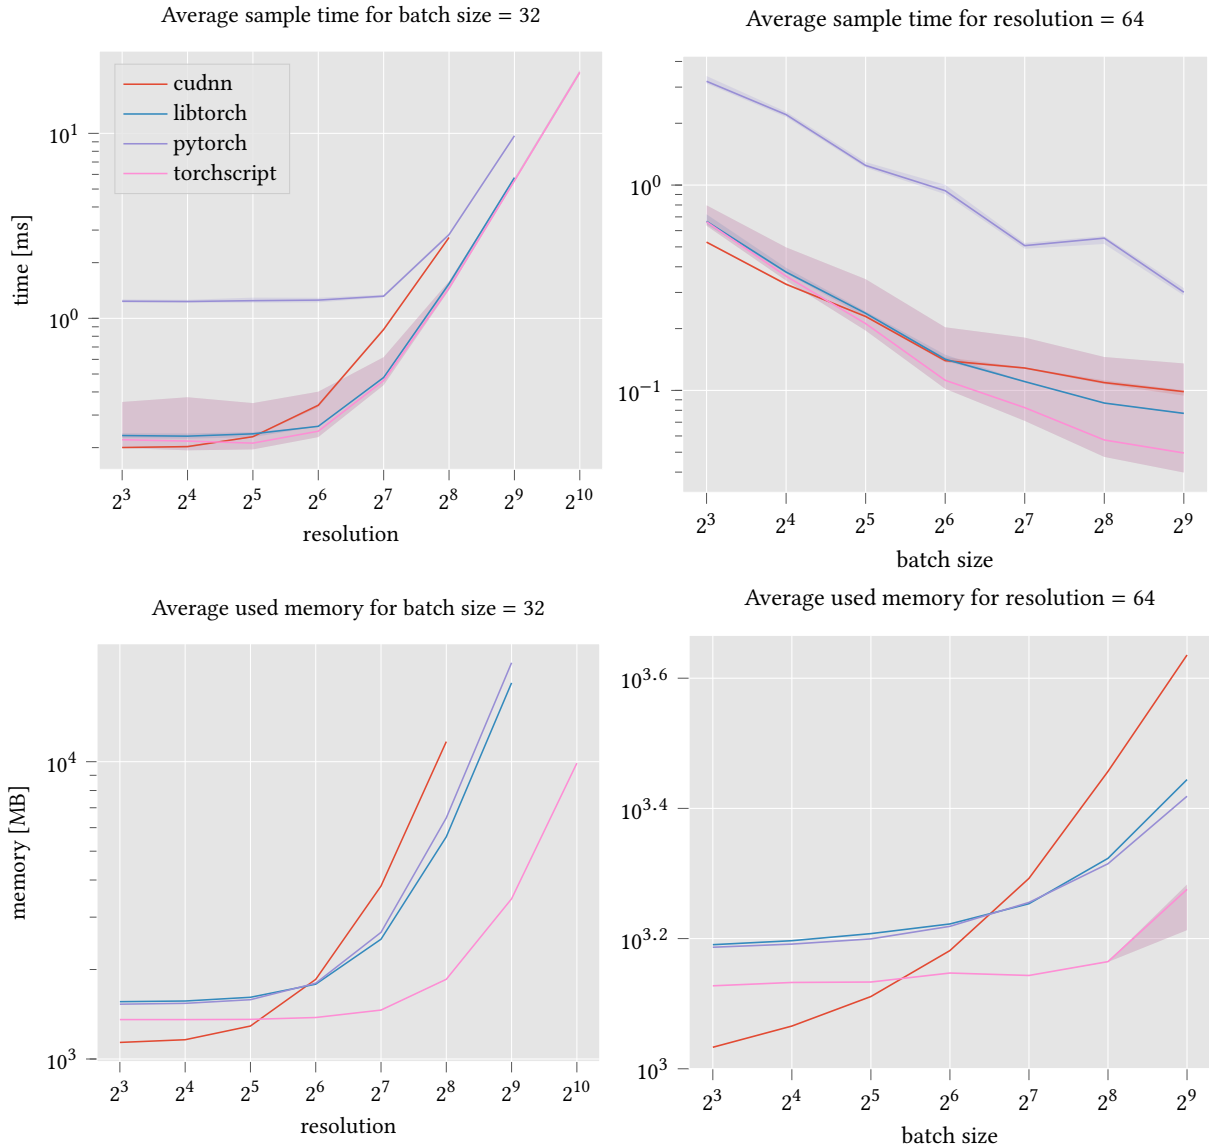 Average sample time for batch size = 32
cudnn
libtorch
pytorch
torchscript
10^1
10^0
time [ms]
2^3 2^4 2^5 2^6 2^7 2^8 2^9 2^10
resolution
Average sample time for resolution = 64
10^0
10^−1
2^3 2^4 2^5 2^6 2^7 2^8 2^9
batch size
Average used memory for batch size = 32
10^4
10^3
memory [MB]
2^3 2^4 2^5 2^6 2^7 2^8 2^9 2^10
resolution
Average used memory for resolution = 64
10^3.6
10^3.4
10^3.2
10^3
2^3 2^4 2^5 2^6 2^7 2^8 2^9
batch size